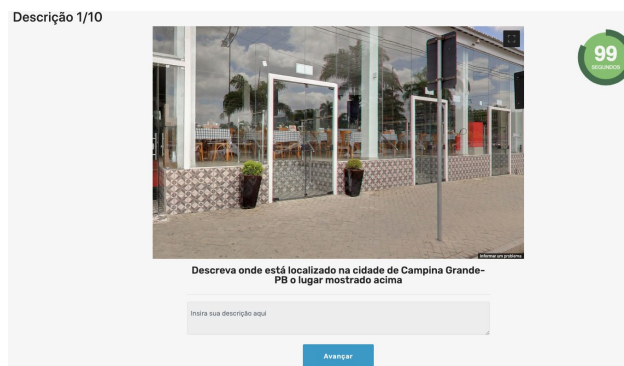 Descrição 1/10
99
SEGUNDOS
Informar um problema
Descreva onde está localizado na cidade de Campina Grande-
PB o lugar mostrado acima
Insira sua descrição aqui
Avançar